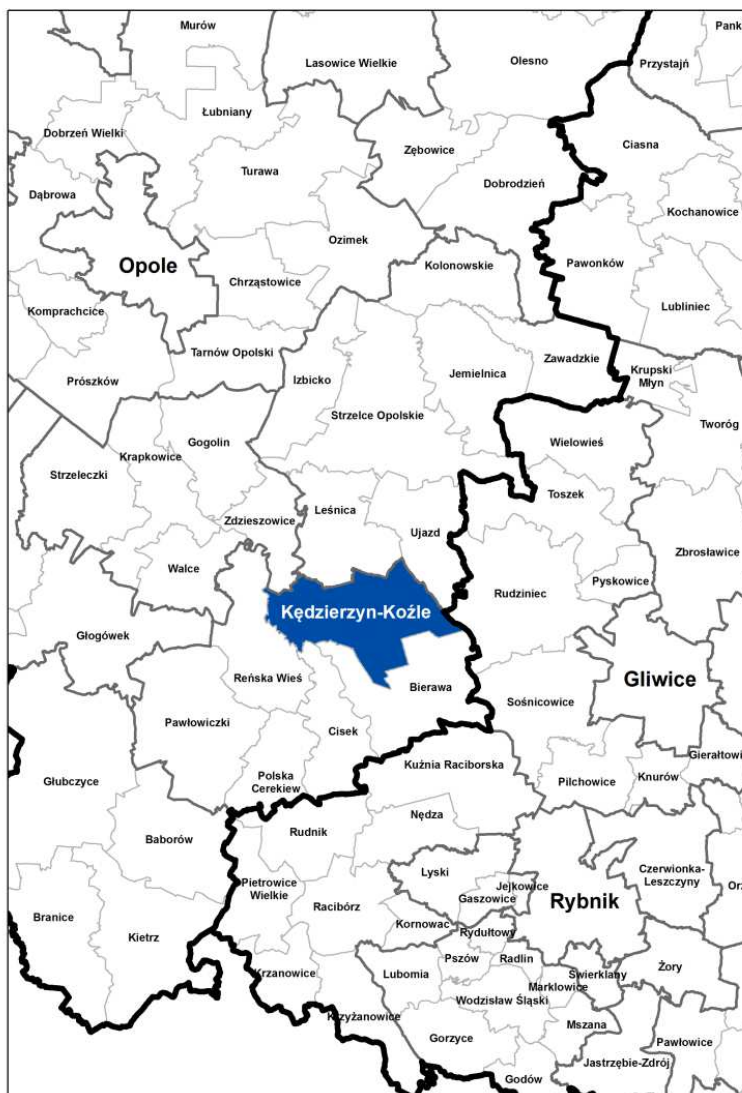 Murów
Pank
Lasowice Wielkie
Olesno
Przystajń
Łubniany
Dobrzeń Wielki
Zębowice
Ciasna
Turawa
Dobrodzień
Dąbrowa
Kochanowice
Ozimek
Pawonków
Opole
Kolonowskie
Chrząstowice
Lubliniec
Komprachcice
Tarnów Opolski
Zawadzkie
Krupski
Młyn
Izbicko
Jemielnica
Prószków
Strzelce Opolskie
Tworóg
Gogolin
Wielowieś
Krapkowice
Strzeleczki
Toszek
Leśnica
Zdzieszowice
Ujazd
Zbrosławice
Walce
Pyskowice
Rudziniec
Kędzierzyn-Koźle
Głogówek
Reńska Wieś
Gliwice
Bierawa
Sośnicowice
Pawłowiczki
Cisek
Gierałtowi
Kuźnia Raciborska
Głubczyce
Polska
Cerekiew
Pilchowice
Knurów
Nędza
Rudnik
Baborów
Lyski
Czerwionka-
Leszczyny
Pietrowice
Wielkie
Jejkowice
Orz
Gaszowice
Rybnik
Racibórz
Branice
Kornowac
Rydułtowy
Kietrz
Pszów
Radlin
Krzanowice
Lubomia
Świerklany
Żory
Marklowice
Wodzisław Śląski
Krzyżanowice
Mszana
Gorzyce
Pawłowice
Jastrzębie-Zdrój
Godów